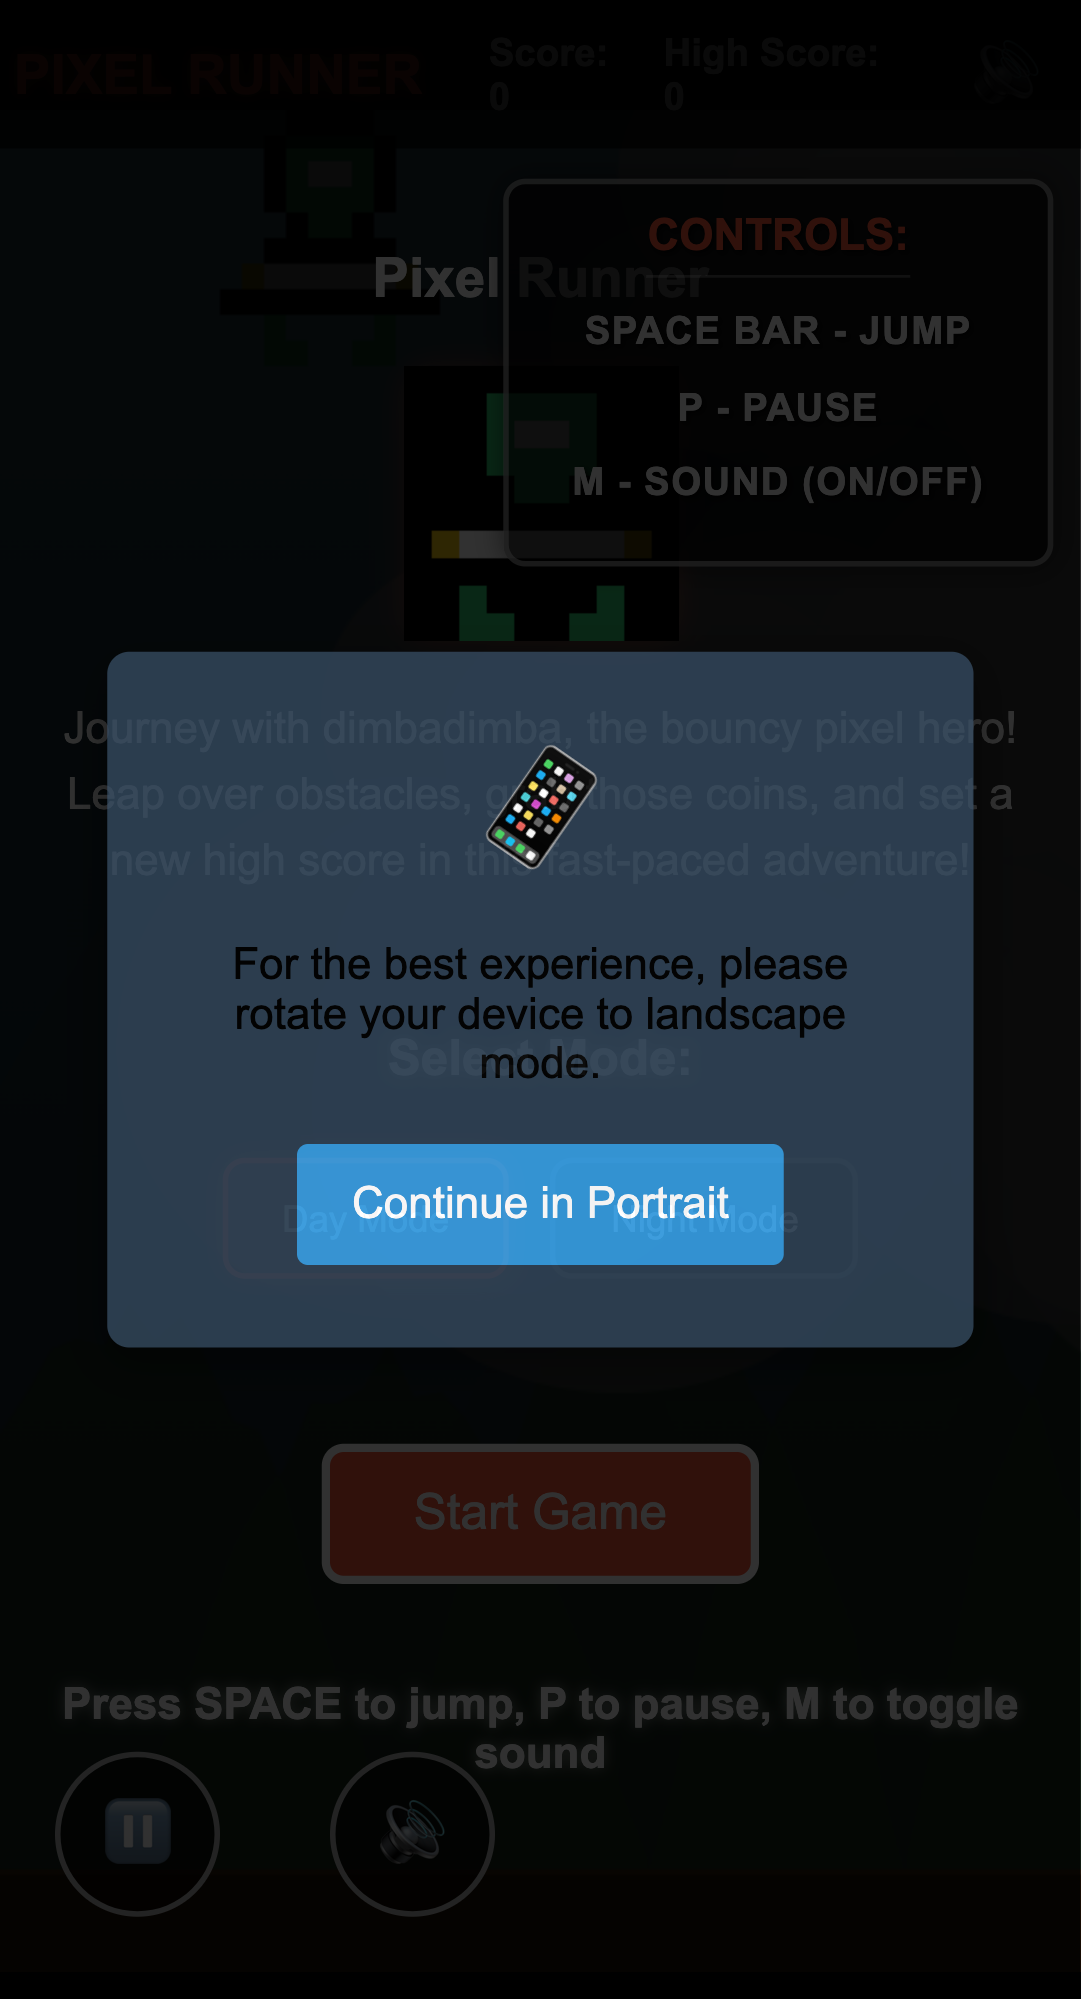 PIXEL RUNNER
Score:
0
High Score:
0
CONTROLS:
Pixel Runner
SPACE BAR - JUMP
P - PAUSE
M - SOUND (ON/OFF)
Journey with dimbadimba, the bouncy pixel hero!
Leap over obstacles, grab those coins, and set a
new high score in this fast-paced adventure!
For the best experience, please
rotate your device to landscape
mode.
Select Mode:
Continue in Portrait
Day Mode
Night Mode
Start Game
Press SPACE to jump, P to pause, M to toggle
sound